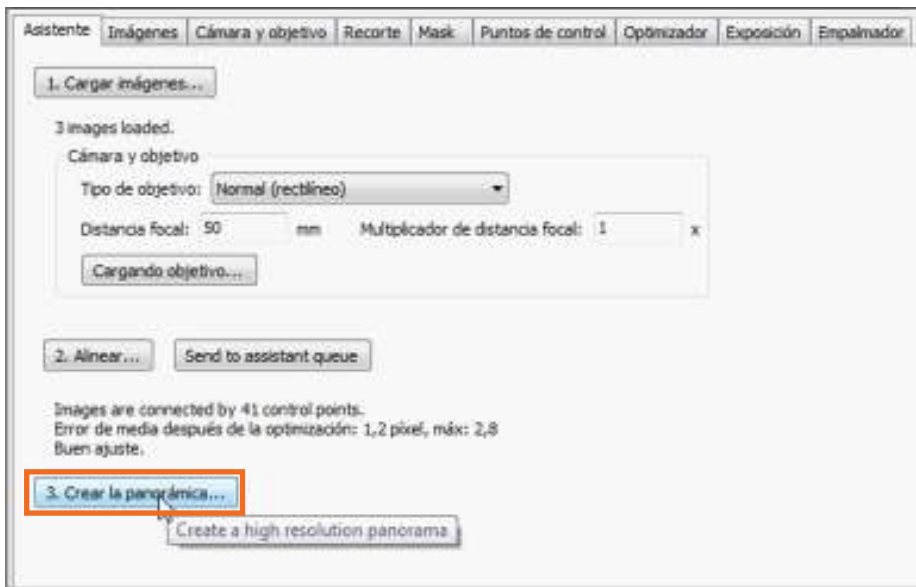 Asistente Imágenes Cámara y objetivo Recorte Mask Puntos de control Optimizador Exposición Empalmador
1. Cargar imágenes...
3 images loaded.
Cámara y objetivo
Tipo de objetivo: Normal (rectilíneo)
Distancia focal: 50 mm Multiplicador de distancia focal: 1 x
Cargando objetivo...
2. Alinear... Send to assistant queue
Images are connected by 41 control points.
Error de media después de la optimización: 1,2 pixel, máx: 2,8
Buen ajuste.
3. Crear la panorámica...
Create a high resolution panorama